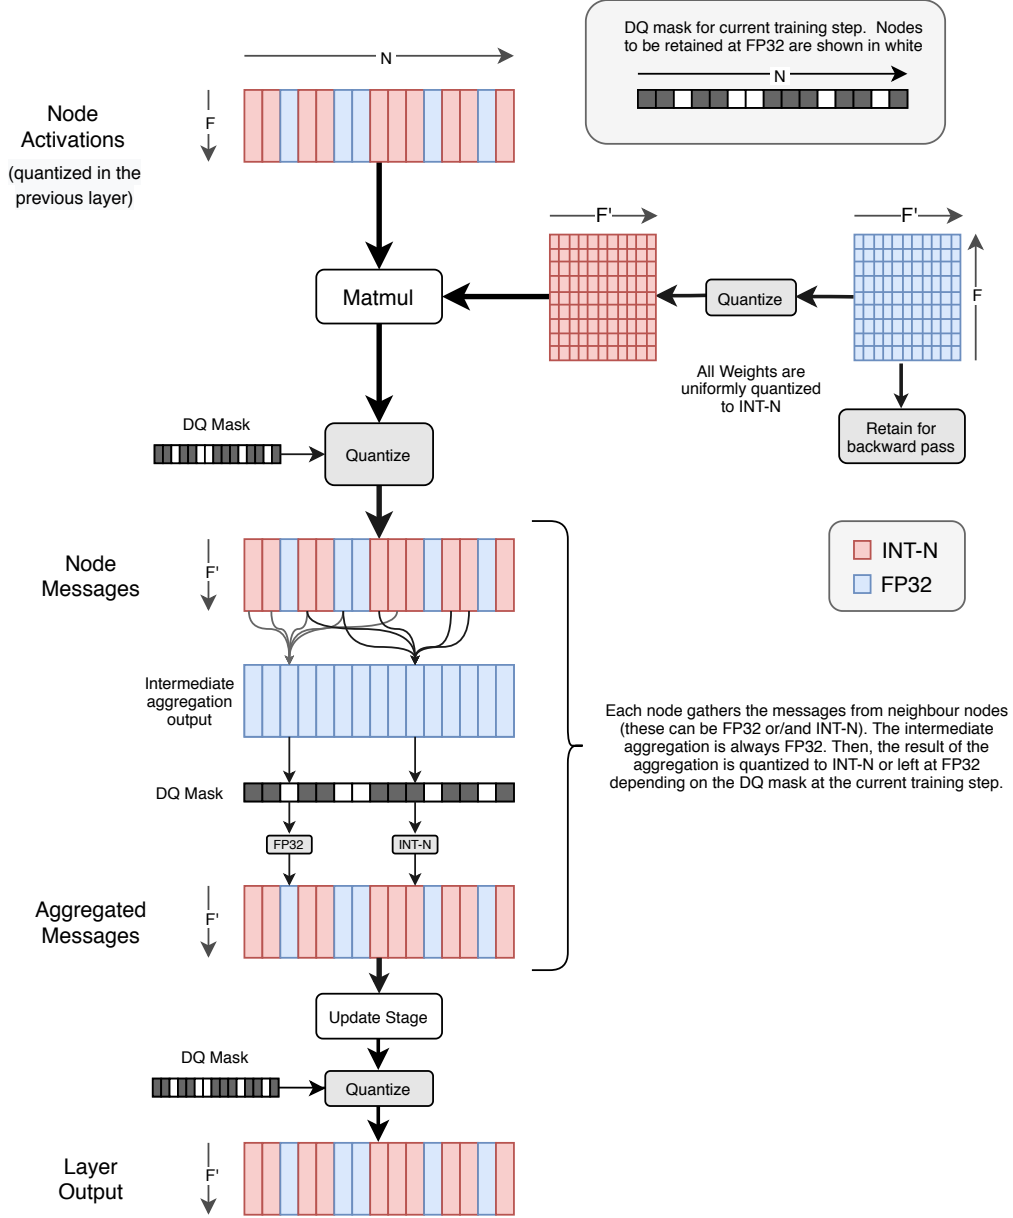 DQ mask for current training step.  Nodes
to be retained at FP32 are shown in white
N
N
Node
Activations
(quantized in the
previous layer)
F
F'
F'
Matmul
Quantize
F
All Weights are
uniformly quantized
to INT-N
Retain for
backward pass
DQ Mask
Quantize
INT-N
FP32
Node
Messages
F'
Intermediate
aggregation
output
Each node gathers the messages from neighbour nodes
(these can be FP32 or/and INT-N). The intermediate
aggregation is always FP32. Then, the result of the
aggregation is quantized to INT-N or left at FP32
depending on the DQ mask at the current training step.
DQ Mask
FP32
INT-N
Aggregated
Messages
F'
Update Stage
DQ Mask
Quantize
Layer
Output
F'